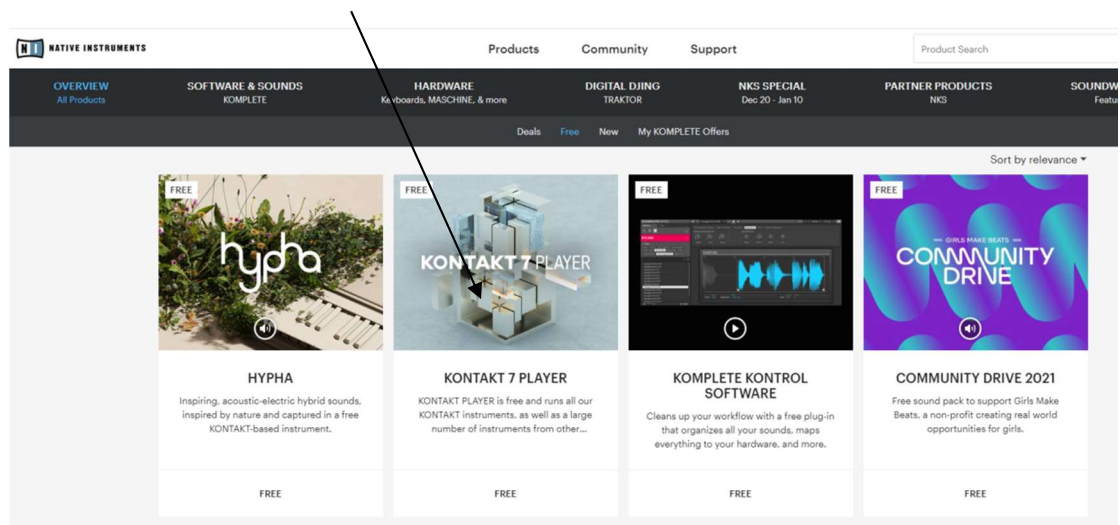 NATIVE INSTRUMENTS
Products Community Support
Product Search
OVERVIEW
All Products
SOFTWARE & SOUNDS
KOMPLETE
HARDWARE
Keyboards, MASCHINE, & more
DIGITAL DJING
TRAKTOR
NKS SPECIAL
Dec 20 - Jan 10
PARTNER PRODUCTS
NKS
SOUNDW
Featu
Deals Free New My KOMPLETE Offers
Sort by relevance
FREE
hypha
HYPHA
Inspiring, acoustic-electric hybrid sounds,
inspired by nature and captured in a free
KONTAKT-based instrument.
FREE
FREE
KONTAKT 7 PLAYER
KONTAKT 7 PLAYER
KONTAKT PLAYER is free and runs all our
KONTAKT instruments, as well as a large
number of instruments from other...
FREE
FREE
KOMPLETE KONTROL
SOFTWARE
Cleans up your workflow with a free plug-in
that organizes all your sounds, maps
everything to your hardware, and more.
FREE
FREE
GIRLS MAKE BEATS
COMMUNITY
DRIVE
COMMUNITY DRIVE 2021
Free sound pack to support Girls Make
Beats, a non-profit creating real world
opportunities for girls.
FREE